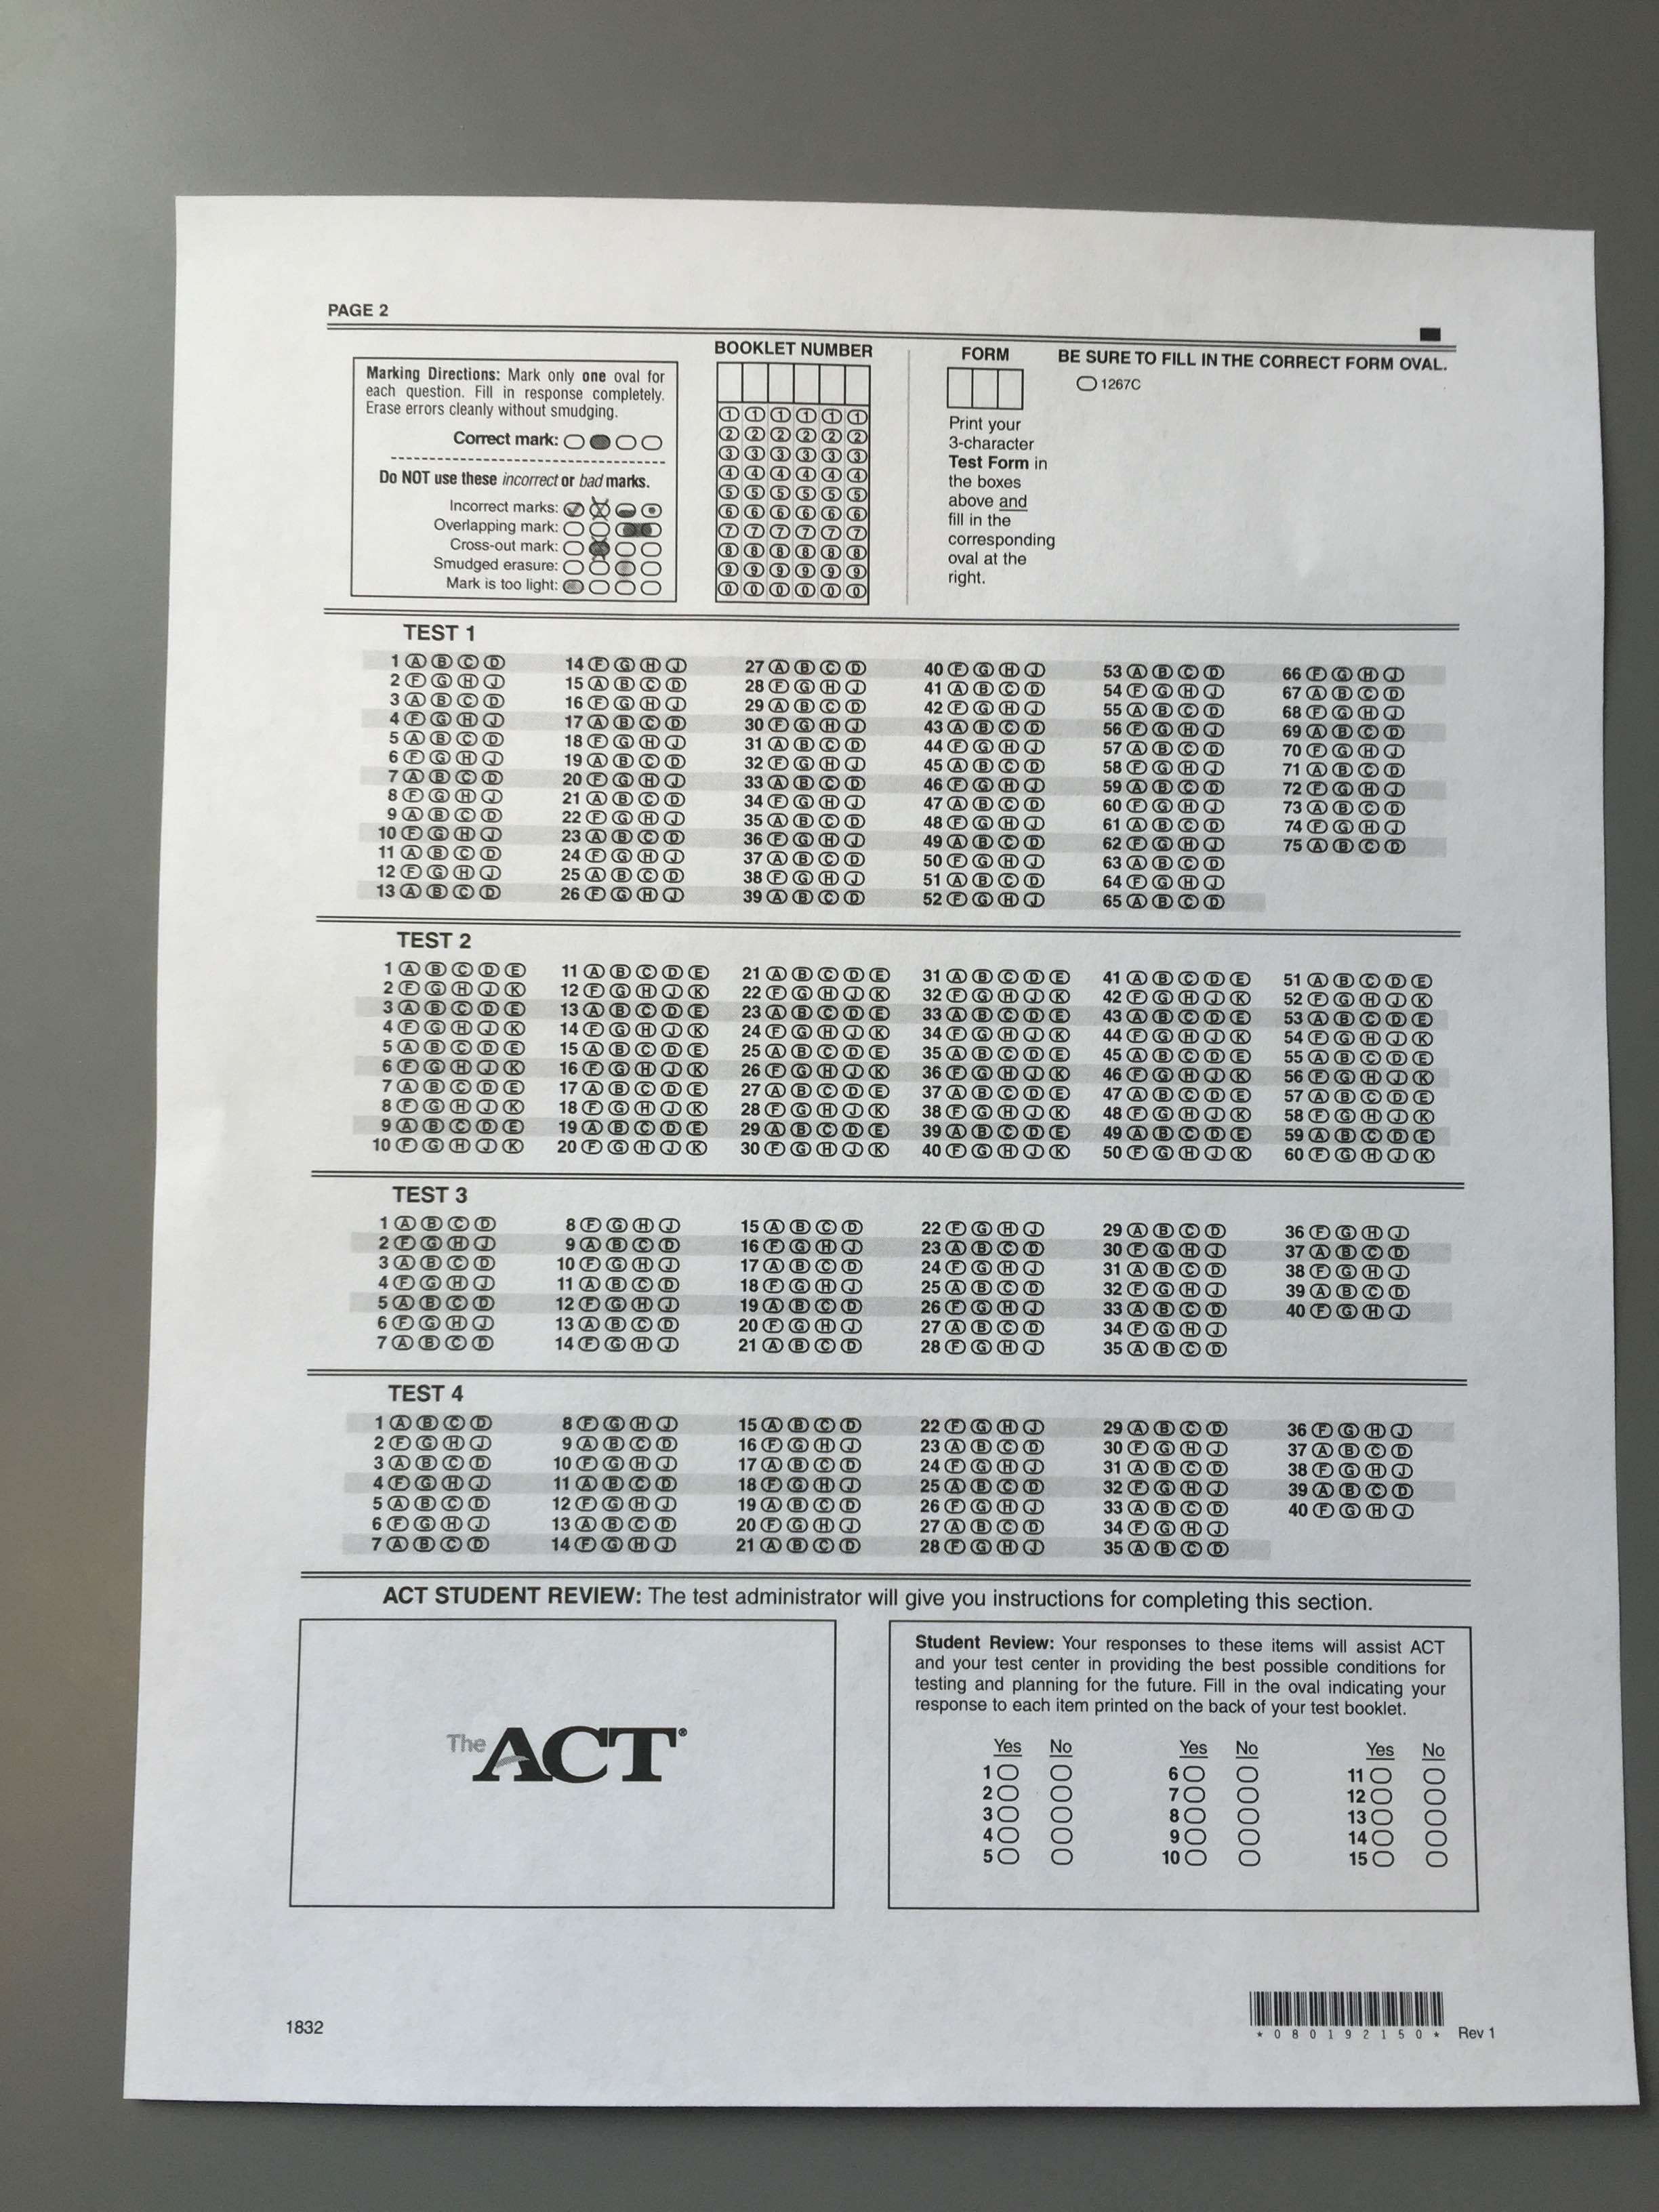 PAGE 2
Marking Directions: Mark only one oval for
each question. Fill in response completely.
Erase errors cleanly without smudging.
Correct mark:
Do NOT use these incorrect or bad marks.
Incorrect marks:
Overlapping mark:
Cross-out mark:
Smudged erasure:
Mark is too light:
BOOKLET NUMBER
1 1 1 1 1 1
2 2 2 2 2 2
3 3 3 3 3 3
4 4 4 4 4 4
5 5 5 5 5 5
6 6 6 6 6 6
7 7 7 7 7 7
8 8 8 8 8 8
9 9 9 9 9 9
0 0 0 0 0 0
FORM
Print your
3-character
Test Form in
the boxes
above and
fill in the
corresponding
oval at the
right.
BE SURE TO FILL IN THE CORRECT FORM OVAL.
1267C
TEST 1
1 A B C D 14 F G H J 27 A B C D 40 F G H J 53 A B C D 66 F G H J
2 F G H J 15 A B C D 28 F G H J 41 A B C D 54 F G H J 67 A B C D
3 A B C D 16 F G H J 29 A B C D 42 F G H J 55 A B C D 68 F G H J
4 F G H J 17 A B C D 30 F G H J 43 A B C D 56 F G H J 69 A B C D
5 A B C D 18 F G H J 31 A B C D 44 F G H J 57 A B C D 70 F G H J
6 F G H J 19 A B C D 32 F G H J 45 A B C D 58 F G H J 71 A B C D
7 A B C D 20 F G H J 33 A B C D 46 F G H J 59 A B C D 72 F G H J
8 F G H J 21 A B C D 34 F G H J 47 A B C D 60 F G H J 73 A B C D
9 A B C D 22 F G H J 35 A B C D 48 F G H J 61 A B C D 74 F G H J
10 F G H J 23 A B C D 36 F G H J 49 A B C D 62 F G H J 75 A B C D
11 A B C D 24 F G H J 37 A B C D 50 F G H J 63 A B C D
12 F G H J 25 A B C D 38 F G H J 51 A B C D 64 F G H J
13 A B C D 26 F G H J 39 A B C D 52 F G H J 65 A B C D
TEST 2
1 A B C D E 11 A B C D E 21 A B C D E 31 A B C D E 41 A B C D E 51 A B C D E
2 F G H J K 12 F G H J K 22 F G H J K 32 F G H J K 42 F G H J K 52 F G H J K
3 A B C D E 13 A B C D E 23 A B C D E 33 A B C D E 43 A B C D E 53 A B C D E
4 F G H J K 14 F G H J K 24 F G H J K 34 F G H J K 44 F G H J K 54 F G H J K
5 A B C D E 15 A B C D E 25 A B C D E 35 A B C D E 45 A B C D E 55 A B C D E
6 F G H J K 16 F G H J K 26 F G H J K 36 F G H J K 46 F G H J K 56 F G H J K
7 A B C D E 17 A B C D E 27 A B C D E 37 A B C D E 47 A B C D E 57 A B C D E
8 F G H J K 18 F G H J K 28 F G H J K 38 F G H J K 48 F G H J K 58 F G H J K
9 A B C D E 19 A B C D E 29 A B C D E 39 A B C D E 49 A B C D E 59 A B C D E
10 F G H J K 20 F G H J K 30 F G H J K 40 F G H J K 50 F G H J K 60 F G H J K
TEST 3
1 A B C D 8 F G H J 15 A B C D 22 F G H J 29 A B C D 36 F G H J
2 F G H J 9 A B C D 16 F G H J 23 A B C D 30 F G H J 37 A B C D
3 A B C D 10 F G H J 17 A B C D 24 F G H J 31 A B C D 38 F G H J
4 F G H J 11 A B C D 18 F G H J 25 A B C D 32 F G H J 39 A B C D
5 A B C D 12 F G H J 19 A B C D 26 F G H J 33 A B C D 40 F G H J
6 F G H J 13 A B C D 20 F G H J 27 A B C D 34 F G H J
7 A B C D 14 F G H J 21 A B C D 28 F G H J 35 A B C D
TEST 4
1 A B C D 8 F G H J 15 A B C D 22 F G H J 29 A B C D 36 F G H J
2 F G H J 9 A B C D 16 F G H J 23 A B C D 30 F G H J 37 A B C D
3 A B C D 10 F G H J 17 A B C D 24 F G H J 31 A B C D 38 F G H J
4 F G H J 11 A B C D 18 F G H J 25 A B C D 32 F G H J 39 A B C D
5 A B C D 12 F G H J 19 A B C D 26 F G H J 33 A B C D 40 F G H J
6 F G H J 13 A B C D 20 F G H J 27 A B C D 34 F G H J
7 A B C D 14 F G H J 21 A B C D 28 F G H J 35 A B C D
ACT STUDENT REVIEW: The test administrator will give you instructions for completing this section.
The ACT®
Student Review: Your responses to these items will assist ACT
and your test center in providing the best possible conditions for
testing and planning for the future. Fill in the oval indicating your
response to each item printed on the back of your test booklet.
Yes No Yes No Yes No
1 6 11
2 7 12
3 8 13
4 9 14
5 10 15
1832
*080192150* Rev 1